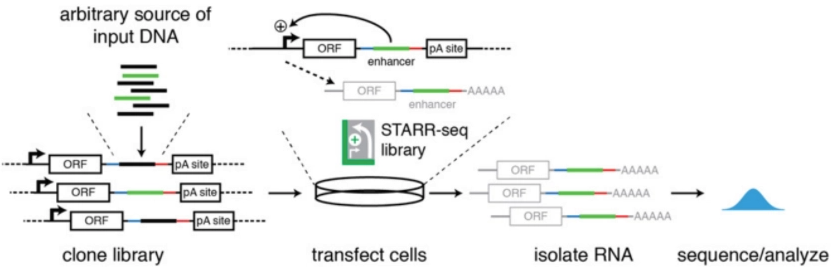 arbitrary source of
input DNA
ORF
enhancer
pA site
ORF
enhancer
AAAAA
STARR-seq
library
ORF
pA site
ORF
pA site
ORF
pA site
ORF
AAAAA
ORF
AAAAA
ORF
AAAAA
clone library
transfect cells
isolate RNA
sequence/analyze